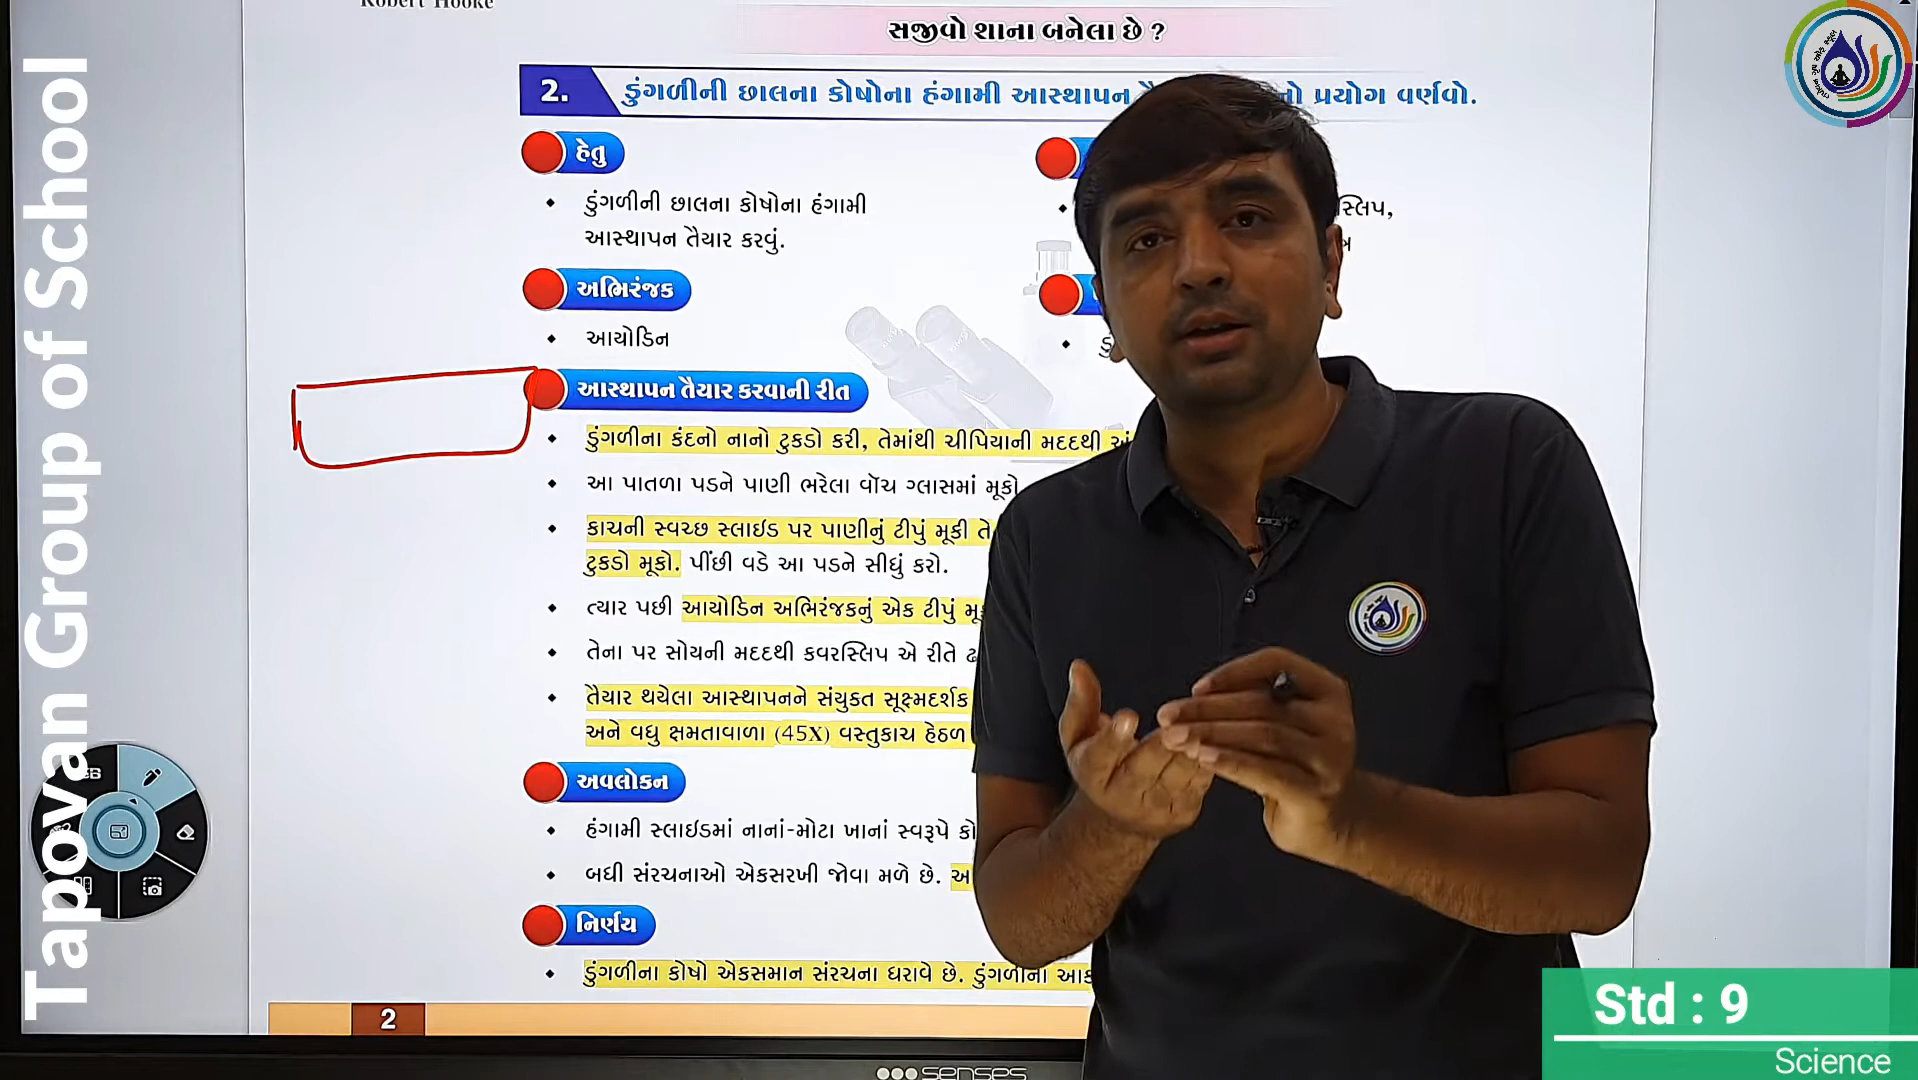 Robert Hooke
સજીવો શાના બનેલા છે ?
2. ડુંગળીની છાલના કોષોના હંગામી આસ્થાપન નો પ્રયોગ વર્ણવો.
હેતુ
ડુંગળીની છાલના કોષોના હંગામી
આસ્થાપન તૈયાર કરવું.
સ્લિપ,
અભિરંજક
આયોડિન
આસ્થાપન તૈયાર કરવાની રીત
ડુંગળીના કંદનો નાનો ટુકડો કરી, તેમાંથી ચીપિયાની મદદથી
આ પાતળા પડને પાણી ભરેલા વૉચ ગ્લાસમાં મૂકો
કાચની સ્વચ્છ સ્લાઇડ પર પાણીનું ટીપું મૂકી તે
ટુકડો મૂકો. પીંછી વડે આ પડને સીધું કરો.
ત્યાર પછી આયોડિન અભિરંજકનું એક ટીપું
તેના પર સોયની મદદથી કવરસ્લિપ એ રીતે
તૈયાર થયેલા આસ્થાપનને સંયુક્ત સૂક્ષ્મદર્શક
અને વધુ ક્ષમતાવાળા (45X) વસ્તુકાચ હેઠળ
અવલોકન
હંગામી સ્લાઇડમાં નાનાં-મોટા ખાનાં સ્વરૂપે
બધી સંરચનાઓ એકસરખી જોવા મળે છે.
નિર્ણય
ડુંગળીના કોષો એકસમાન સંરચના ધરાવે છે. ડુંગળીના
2
Tapovan Group of School
Std : 9
Science
senses